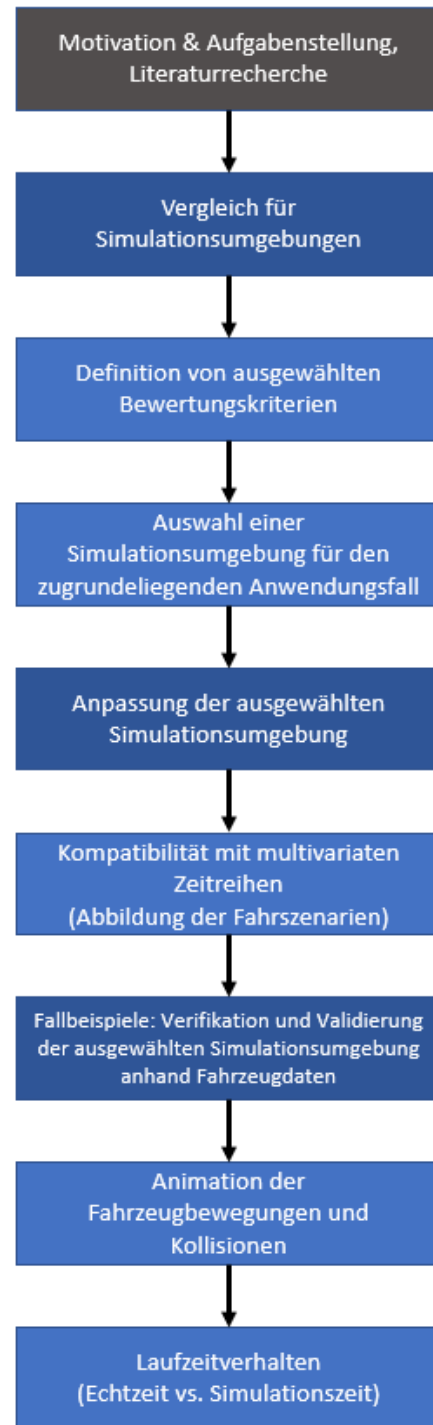 Motivation & Aufgabenstellung,
Literaturrecherche
Vergleich für
Simulationsumgebungen
Definition von ausgewählten
Bewertungskriterien
Auswahl einer
Simulationsumgebung für den
zugrundeliegenden Anwendungsfall
Anpassung der ausgewählten
Simulationsumgebung
Kompatibilität mit multivariaten
Zeitreihen
(Abbildung der Fahrszenarien)
Fallbeispiele: Verifikation und Validierung
der ausgewählten Simulationsumgebung
anhand Fahrzeugdaten
Animation der
Fahrzeugbewegungen und
Kollisionen
Laufzeitverhalten
(Echtzeit vs. Simulationszeit)